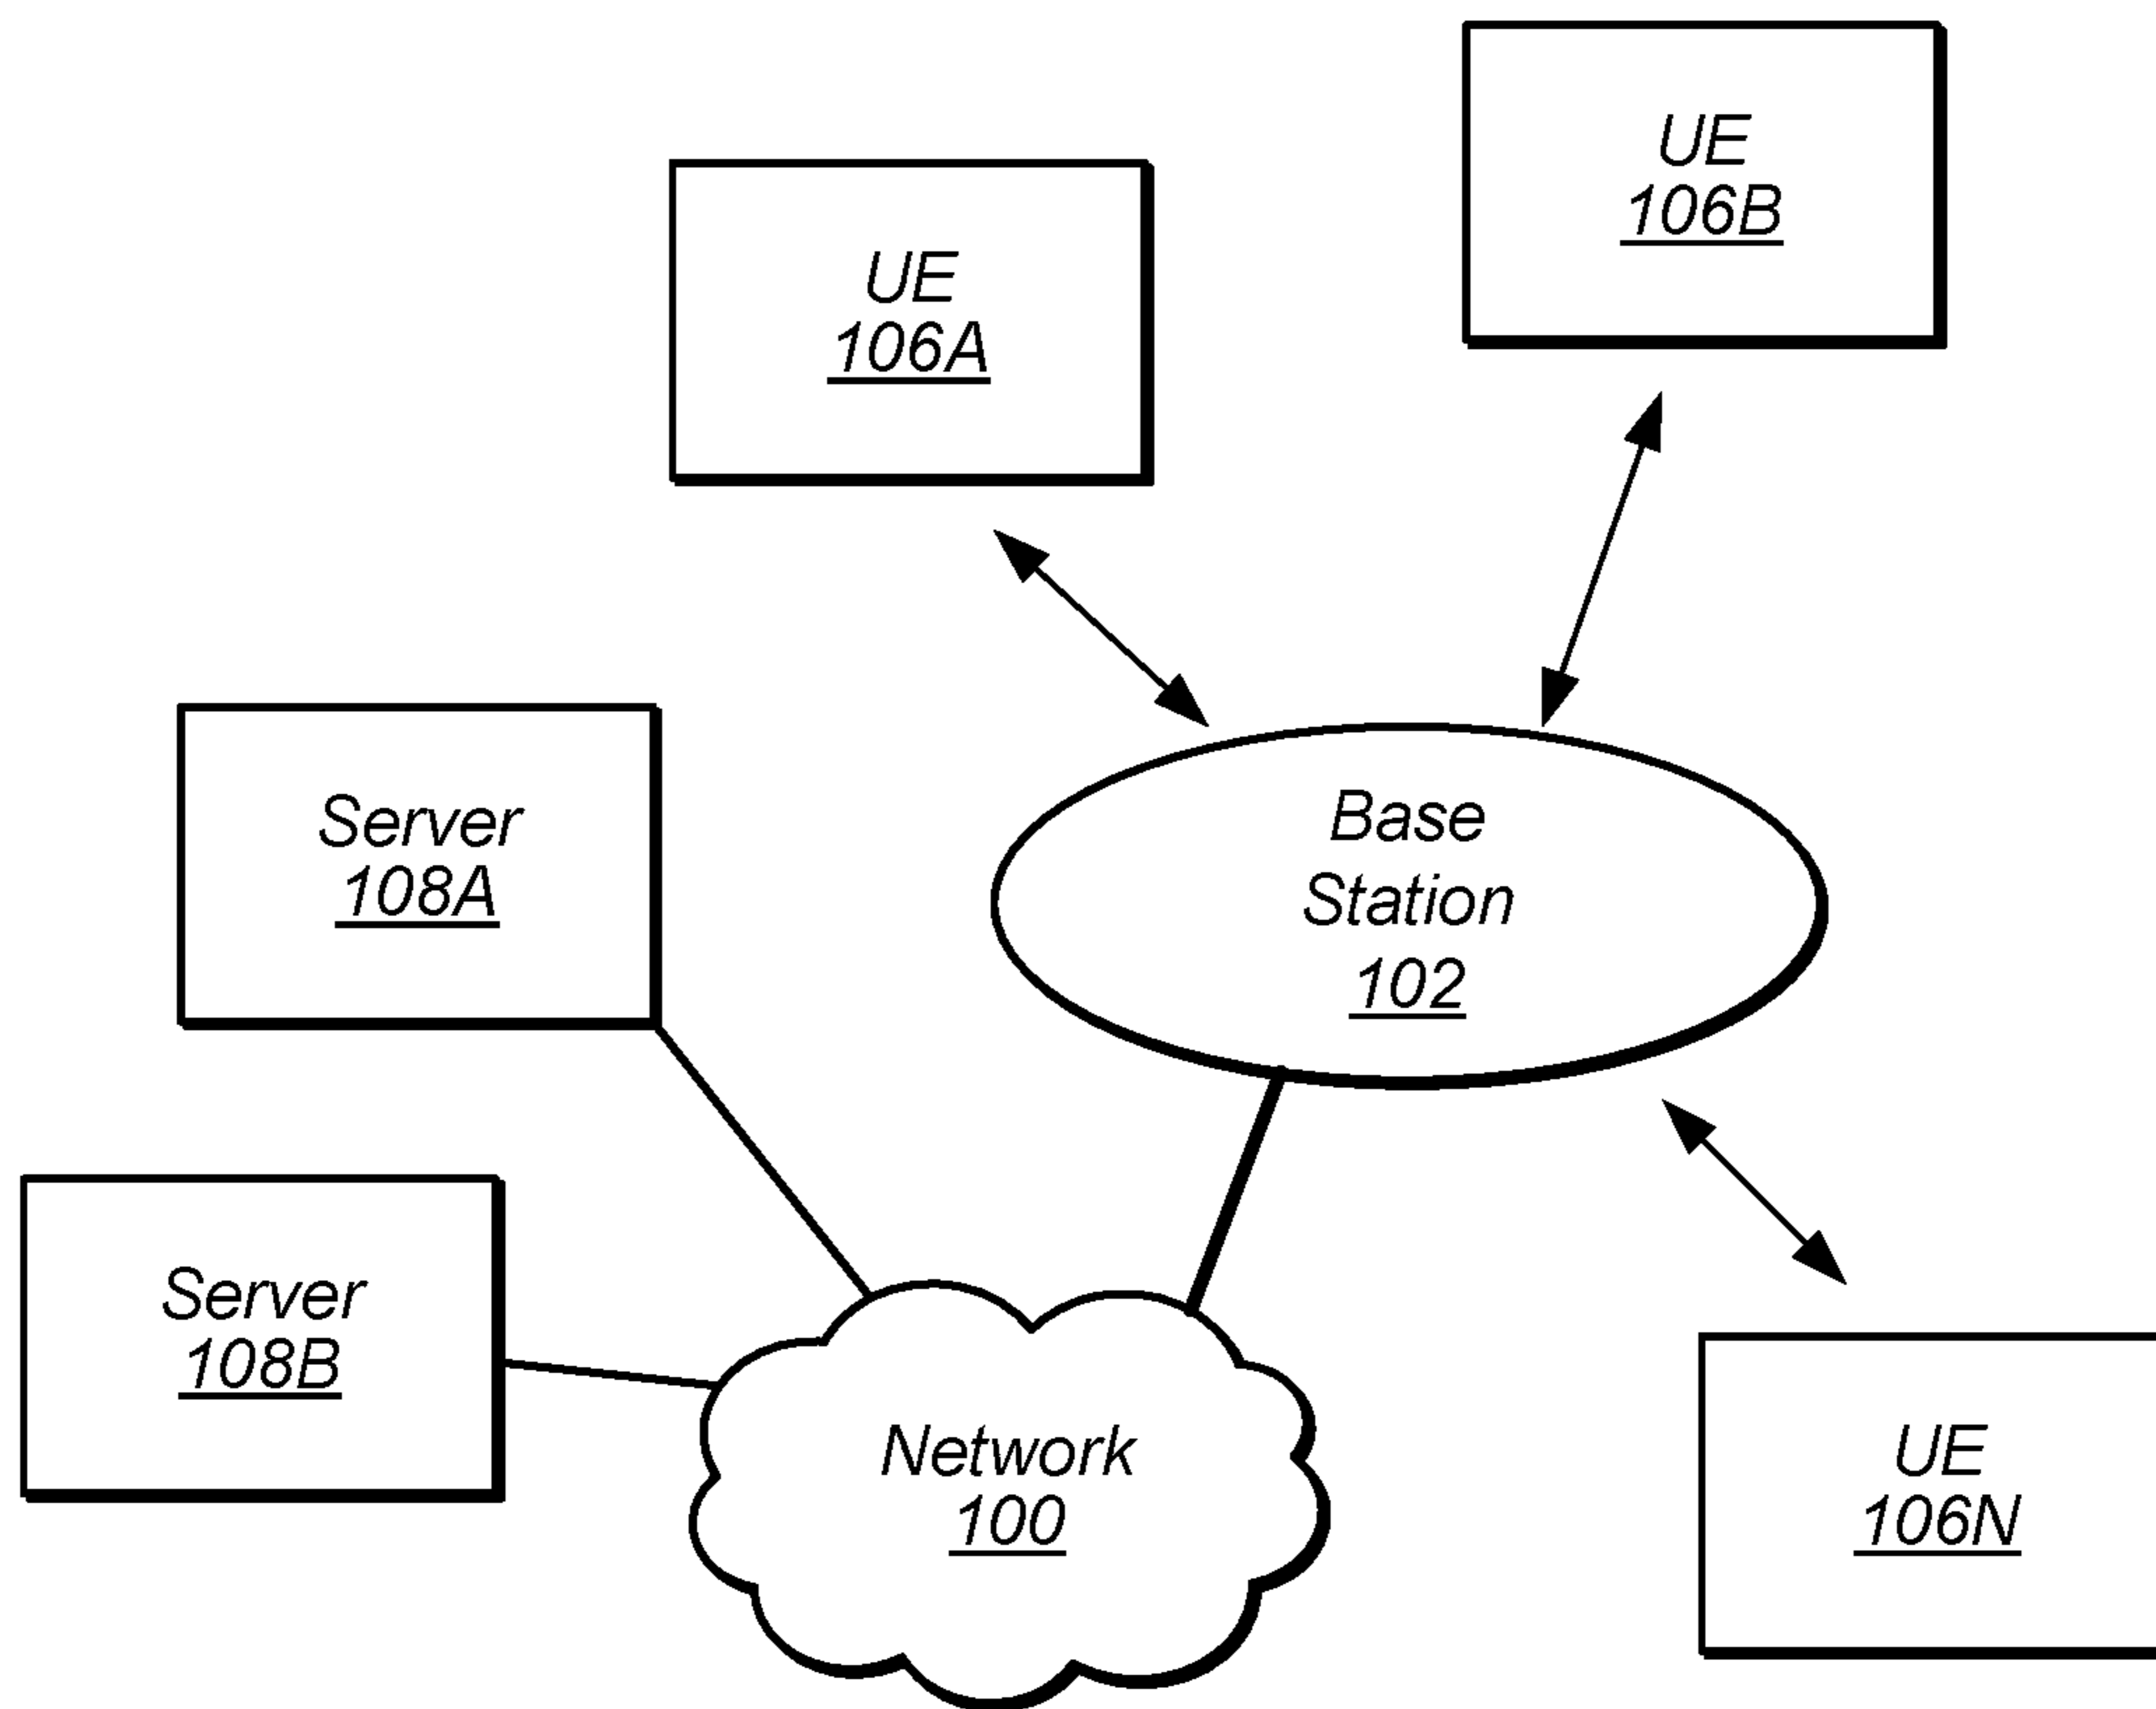 UE
106B
UE
106A
Server
108A
Base
Station
102
Server
108B
Network
100
UE
106N